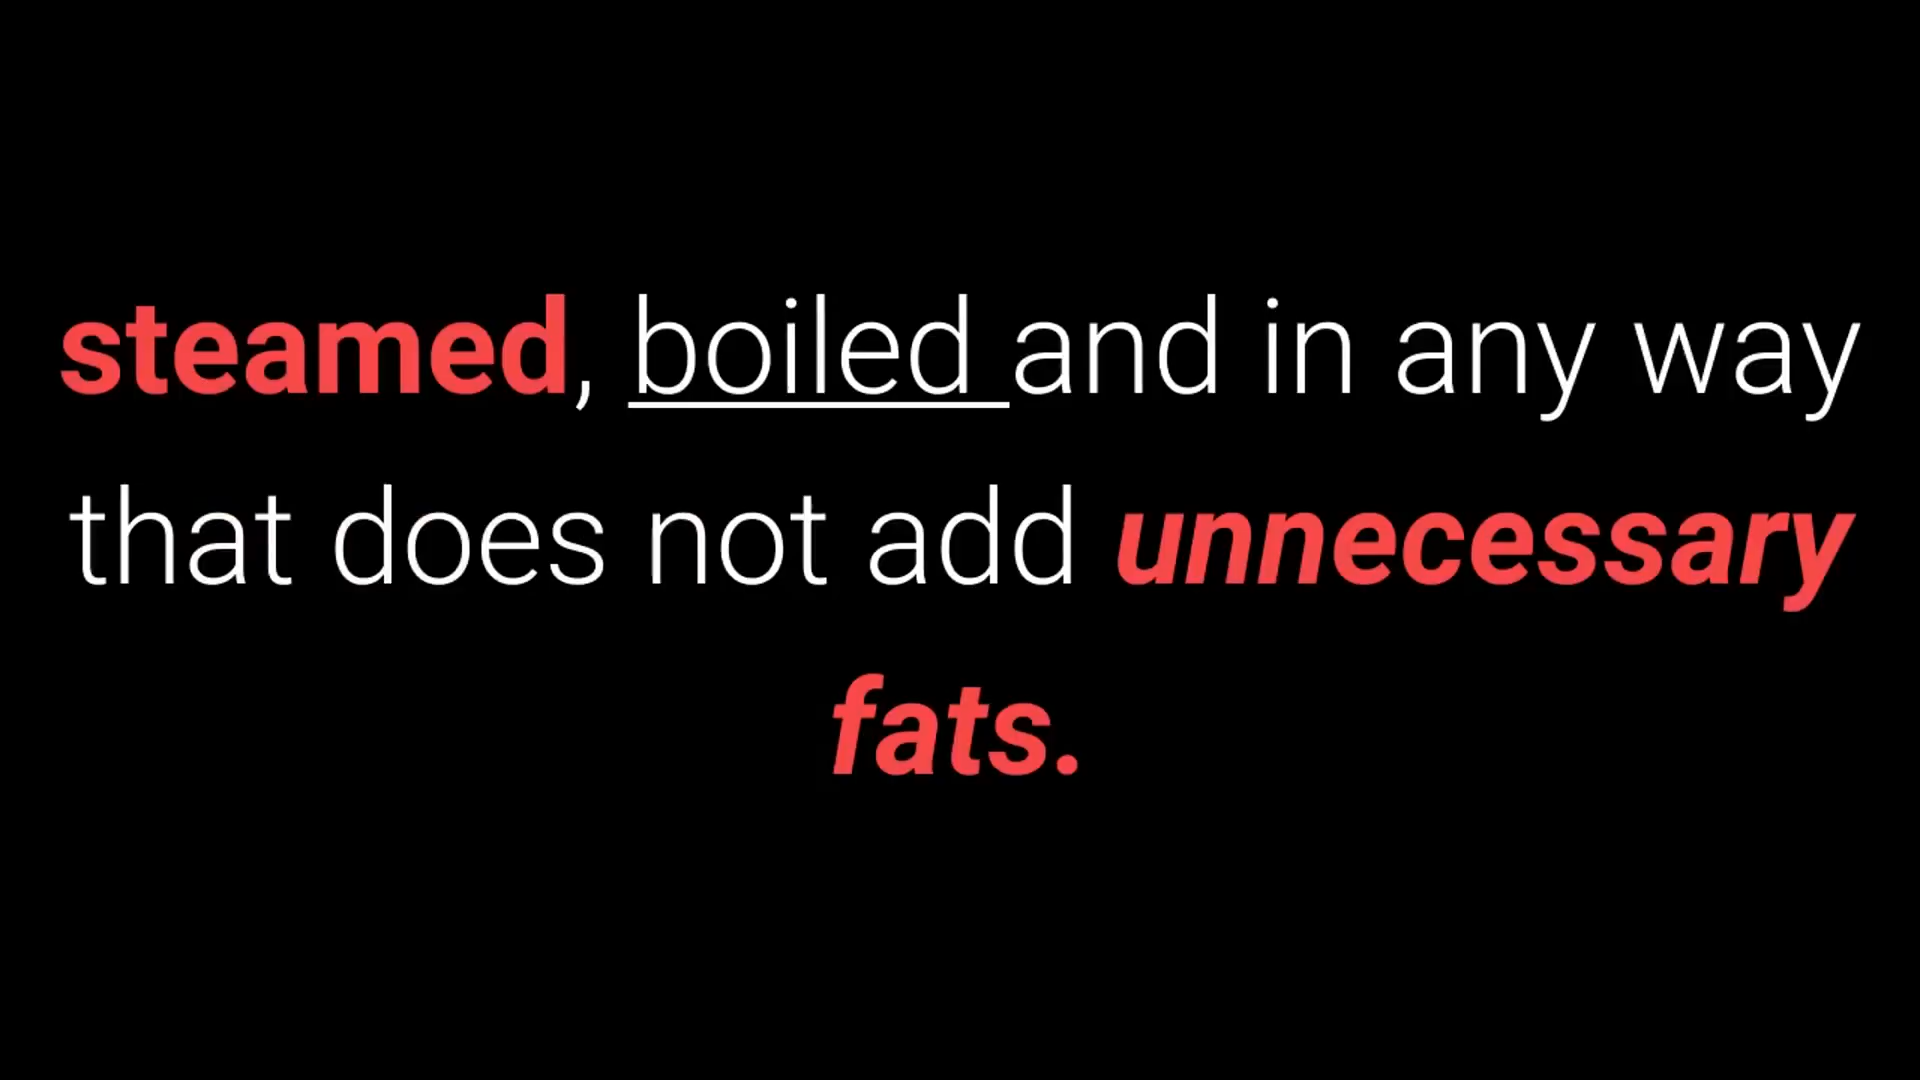 steamed, boiled and in any way
that does not add unnecessary
fats.